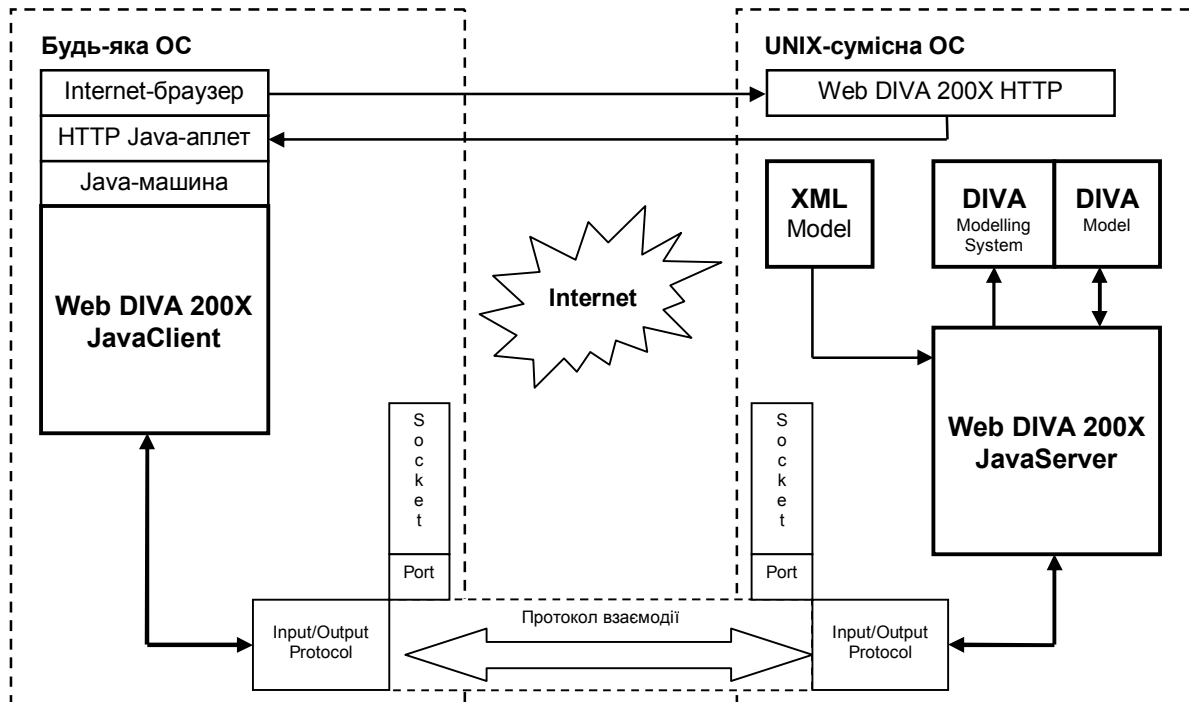 Будь-яка ОС
Internet-браузер
HTTP Java-аплет
Java-машина
Web DIVA 200X
JavaClient
Socket
Port
Input/Output
Protocol
Internet
Протокол взаємодії
UNIX-сумісна ОС
Web DIVA 200X HTTP
XML
Model
DIVA
Modelling
System
DIVA
Model
Web DIVA 200X
JavaServer
Socket
Port
Input/Output
Protocol